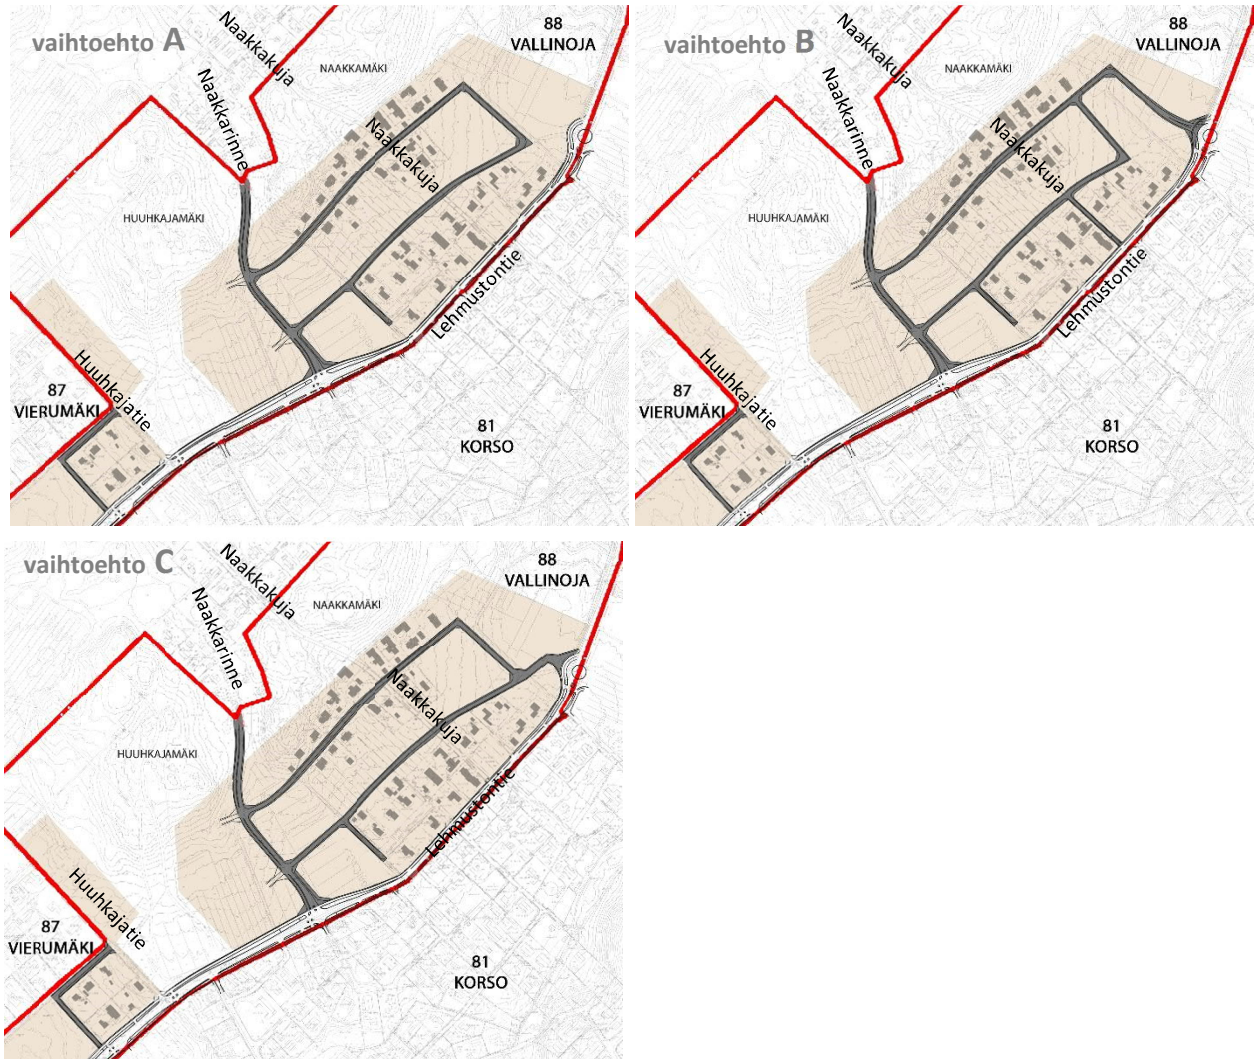 vaihtoehto A
88
VALLINOJA
Naakkakuja
NAAKKAMÄKI
Naakkarinne
Naakkakuja
HUUHKAJAMÄKI
Lehmustontie
Huuhkajatie
87
VIERUMÄKI
81
KORSO
vaihtoehto B
88
VALLINOJA
Naakkakuja
NAAKKAMÄKI
Naakkarinne
Naakkakuja
HUUHKAJAMÄKI
Lehmustontie
Huuhkajatie
87
VIERUMÄKI
81
KORSO
vaihtoehto C
88
VALLINOJA
Naakkakuja
NAAKKAMÄKI
Naakkarinne
Naakkakuja
HUUHKAJAMÄKI
Lehmustontie
Huuhkajatie
87
VIERUMÄKI
81
KORSO